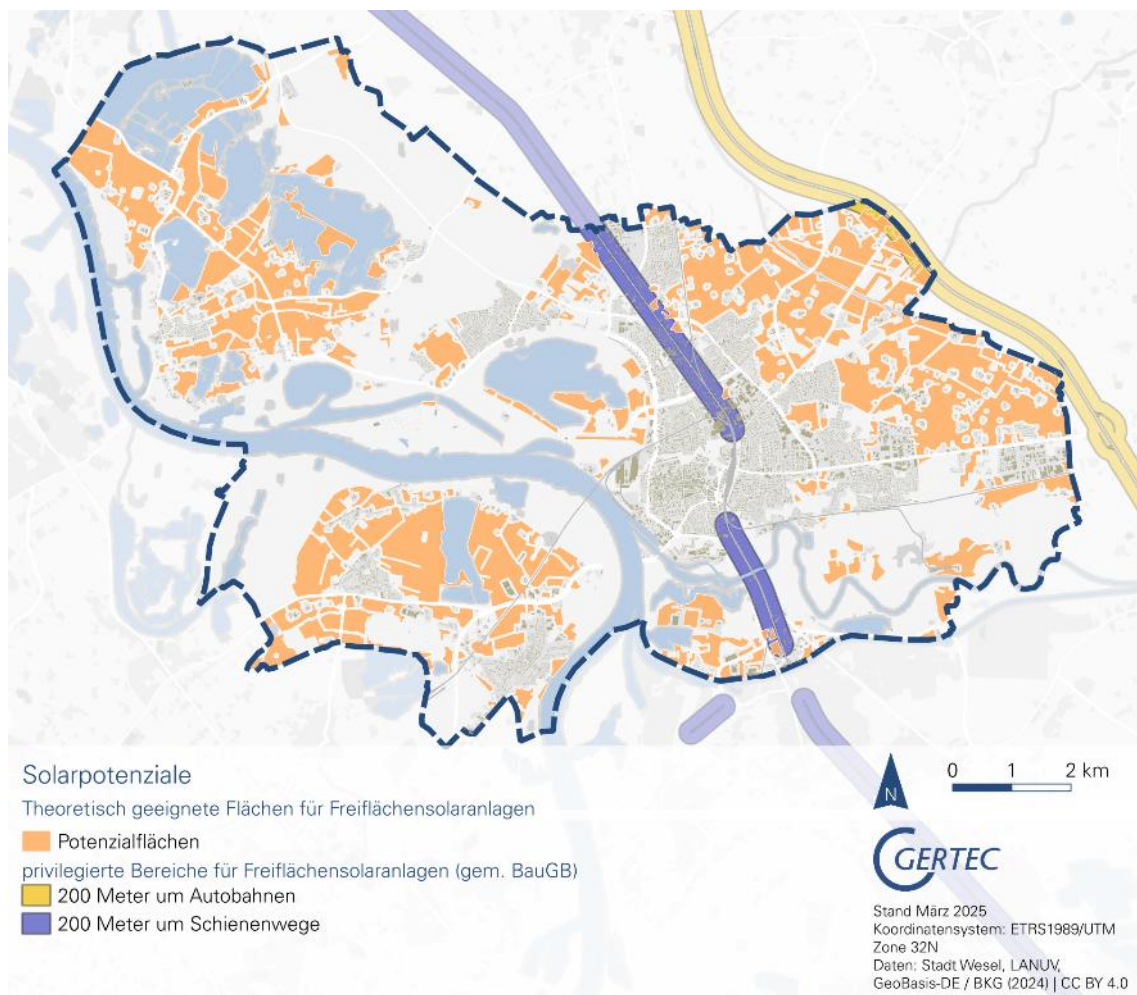 Solarpotenziale
Theoretisch geeignete Flächen für Freiflächensolaranlagen
Potenzialflächen
privilegierte Bereiche für Freiflächensolaranlagen (gem. BauGB)
200 Meter um Autobahnen
200 Meter um Schienenwege
0 1 2 km
N
GERTEC
Stand März 2025
Koordinatensystem: ETRS1989/UTM
Zone 32N
Daten: Stadt Wesel, LANUV,
GeoBasis-DE / BKG (2024) | CC BY 4.0